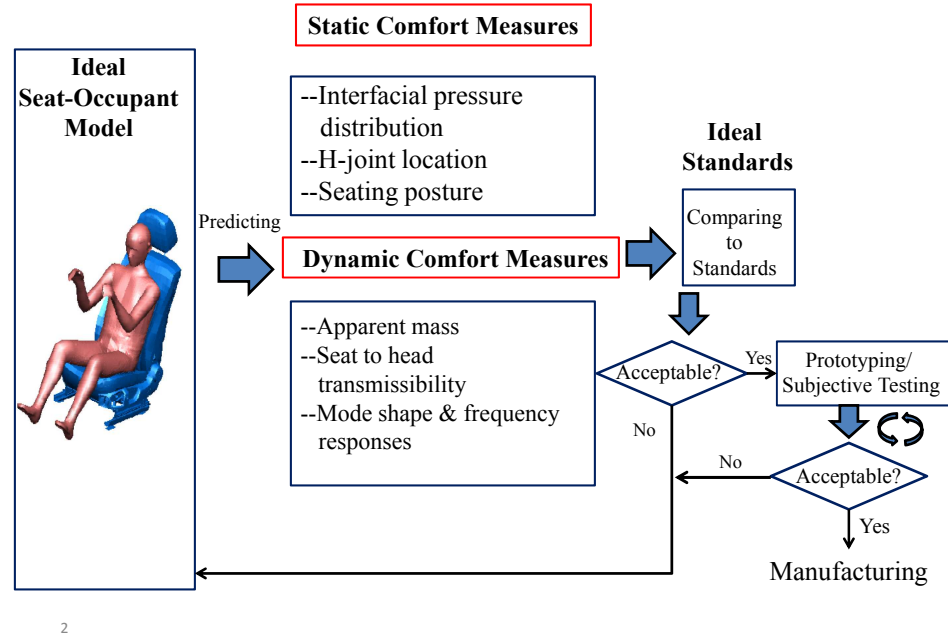 Static Comfort Measures
Ideal
Seat-Occupant
Model
--Interfacial pressure
distribution
--H-joint location
--Seating posture
Ideal
Standards
Predicting
Comparing
to
Standards
Dynamic Comfort Measures
--Apparent mass
--Seat to head
transmissibility
--Mode shape & frequency
responses
Acceptable?
Yes
Prototyping/
Subjective Testing
No
No
Acceptable?
Yes
Manufacturing
2